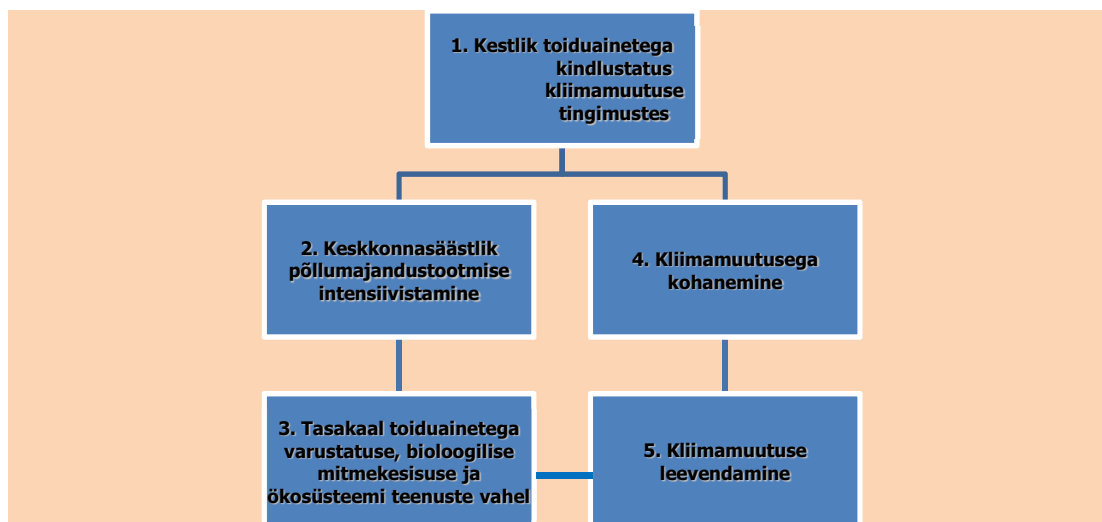 1. Kestlik toiduainetega
kindlustatus
kliimamuutuse
tingimustes
2. Keskkonnasäästlik
põllumajandustootmise
intensiivistamine
4. Kliimamuutusega
kohanemine
3. Tasakaal toiduainetega
varustatuse, bioloogilise
mitmekesisuse ja
ökosüsteemi teenuste vahel
5. Kliimamuutuse
leevendamine